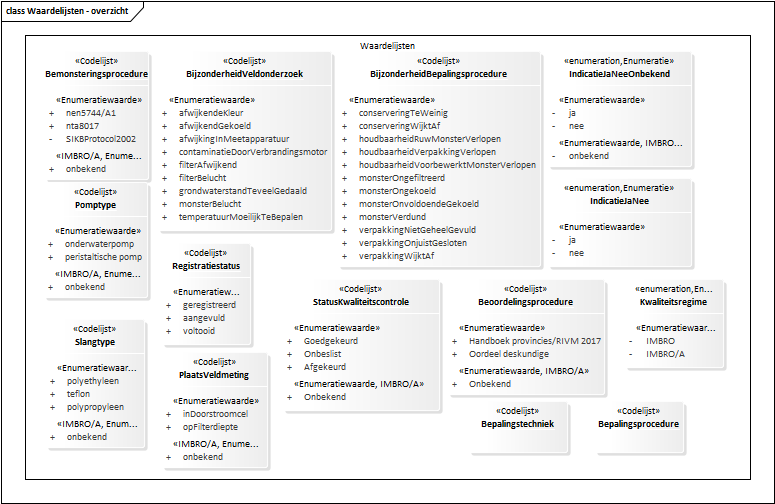 class Waardelijsten - overzicht
Waardelijsten
«Codelijst»
Bemonsteringsprocedure
«Enumeratiewaarde»
+ nen5744/A1
+ nta8017
- SIKBProtocol2002
«IMBRO/A, Enume...
+ onbekend
«Codelijst»
BijzonderheidVeldonderzoek
«Enumeratiewaarde»
+ afwijkendeKleur
+ afwijkendGekoeld
+ afwijkingInMeetapparatuur
+ contaminatieDoorVerbrandingsmotor
+ filterAfwijkend
+ filterBelucht
+ grondwaterstandTeveelGedaald
+ monsterBelucht
+ temperatuurMoeilijkTeBepalen
«Codelijst»
BijzonderheidBepalingsprocedure
«Enumeratiewaarde»
+ conserveringTeWeinig
+ conserveringWijktAf
+ houdbaarheidRuwMonsterVerlopen
+ houdbaarheidVerpakkingVerlopen
+ houdbaarheidVoorbewerktMonsterVerlopen
+ monsterOngefiltreerd
+ monsterOngekoeld
+ monsterOnvoldoendeGekoeld
+ monsterVerdund
+ verpakkingNietGeheelGevuld
+ verpakkingOnjuistGesloten
+ verpakkingWijktAf
«enumeration,Enumeratie»
IndicatieJaNeeOnbekend
«Enumeratiewaarde»
- ja
- nee
«Enumeratiewaarde, IMBRO...
- onbekend
«enumeration,Enumeratie»
IndicatieJaNee
«Enumeratiewaarde»
- ja
- nee
«Codelijst»
Pomptype
«Enumeratiewaarde»
+ onderwaterpomp
+ peristaltische pomp
«IMBRO/A, Enume...
+ onbekend
«Codelijst»
Registratiestatus
«Enumeratiew...
+ geregistreerd
+ aangevuld
+ voltooid
«Codelijst»
StatusKwaliteitscontrole
«Enumeratiewaarde»
+ Goedgekeurd
+ Onbeslist
+ Afgekeurd
«Enumeratiewaarde, IMBRO/A»
+ Onbekend
«Codelijst»
Beoordelingsprocedure
«Enumeratiewaarde»
+ Handboek provincies/RIVM 2017
+ Oordeel deskundige
«Enumeratiewaarde, IMBRO/A»
+ Onbekend
«enumeration,En...
Kwaliteitsregime
«Enumeratiewaar...
- IMBRO
- IMBRO/A
«Codelijst»
Slangtype
«Enumeratiewaar...
+ polyethyleen
+ teflon
+ polypropyleen
«IMBRO/A, Enum...
+ onbekend
«Codelijst»
PlaatsVeldmeting
«Enumeratiewaarde»
+ inDoorstroomcel
+ opFilterdiepte
«IMBRO/A, Enume...
+ onbekend
«Codelijst»
Bepalingstechniek
«Codelijst»
Bepalingsprocedure